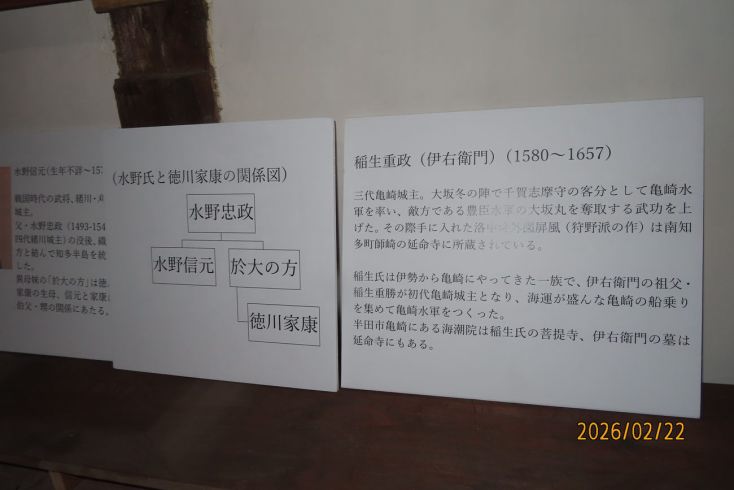 水野信元(生年不詳～15
戦国時代の武将、緒川・
城主。
父・水野忠政(1493-154
四代緒川城主)の没後、織
方と結んで知多半島を統
した。
異母妹の「於大の方」は徳
家康の生母、信元と家康
伯父・甥の関係にあたる。
(水野氏と徳川家康の関係図)
水野忠政
水野信元
於大の方
徳川家康
稲生重政(伊右衛門)(1580～1657)
三代亀崎城主。大坂冬の陣で千賀志摩守の客分として亀崎水
軍を率い、敵方である豊臣水軍の大坂丸を奪取する武功を上
げた。その際手に入れた洛中洛外図屏風(狩野派の作)は南知
多町師崎の延命寺に所蔵されている。
稲生氏は伊勢から亀崎にやってきた一族で、伊右衛門の祖父・
稲生重勝が初代亀崎城主となり、海運が盛んな亀崎の船乗り
を集めて亀崎水軍をつくった。
半田市亀崎にある海潮院は稲生氏の菩提寺、伊右衛門の墓は
延命寺にもある。
2026/02/22